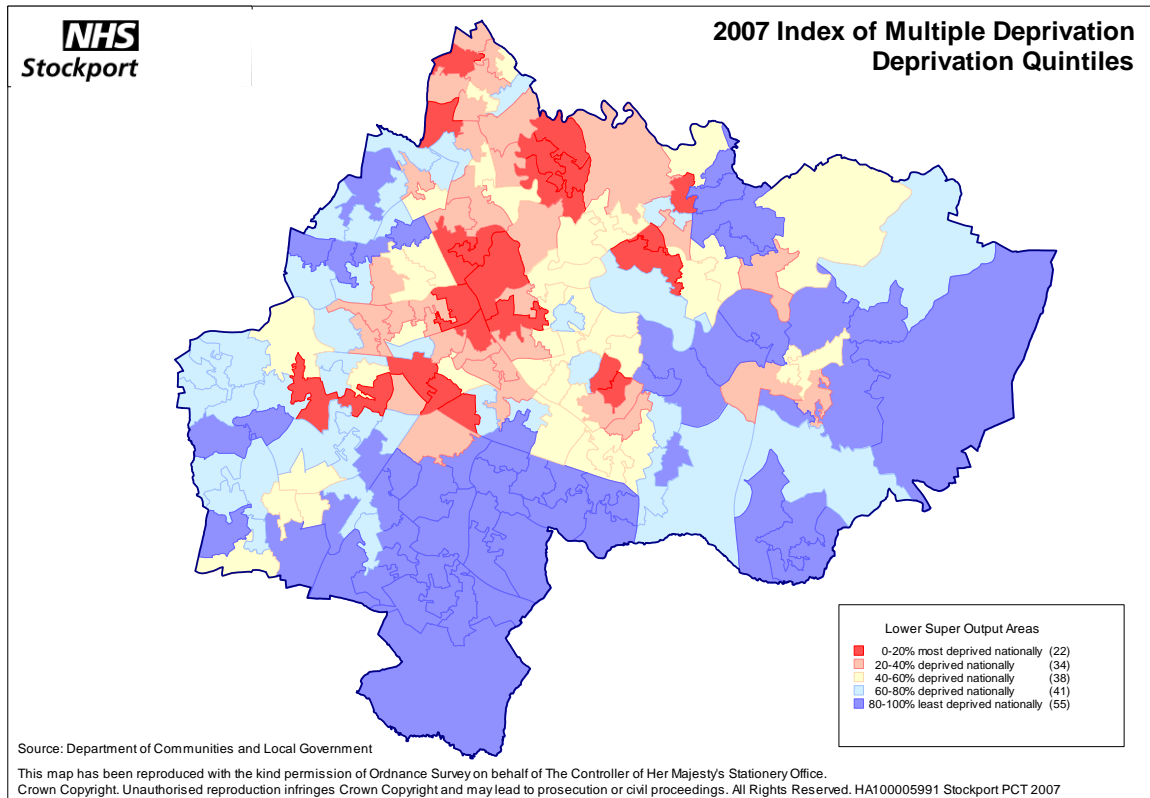 NHS
Stockport
2007 Index of Multiple Deprivation
Deprivation Quintiles
Lower Super Output Areas
0-20% most deprived nationally (22)
20-40% deprived nationally (34)
40-60% deprived nationally (38)
60-80% deprived nationally (41)
80-100% least deprived nationally (55)
Source: Department of Communities and Local Government
This map has been reproduced with the kind permission of Ordnance Survey on behalf of The Controller of Her Majesty's Stationery Office.
Crown Copyright. Unauthorised reproduction infringes Crown Copyright and may lead to prosecution or civil proceedings. All Rights Reserved. HA100005991 Stockport PCT 2007